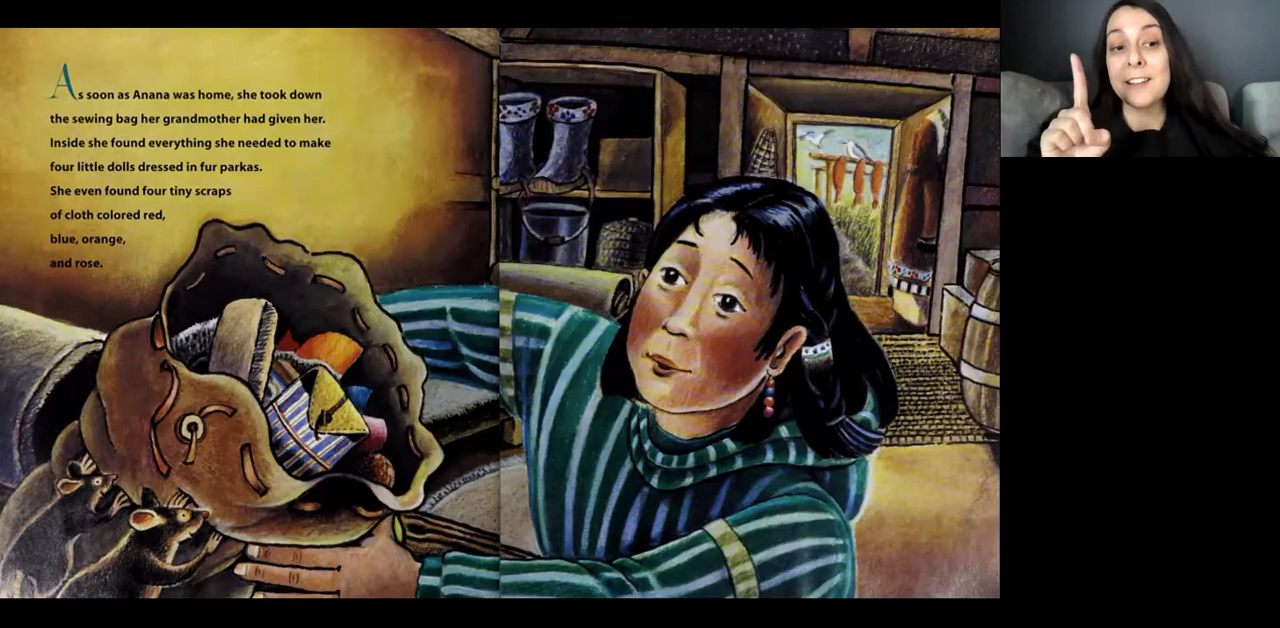 As soon as Anana was home, she took down
the sewing bag her grandmother had given her.
Inside she found everything she needed to make
four little dolls dressed in fur parkas.
She even found four tiny scraps
of cloth colored red,
blue, orange,
and rose.